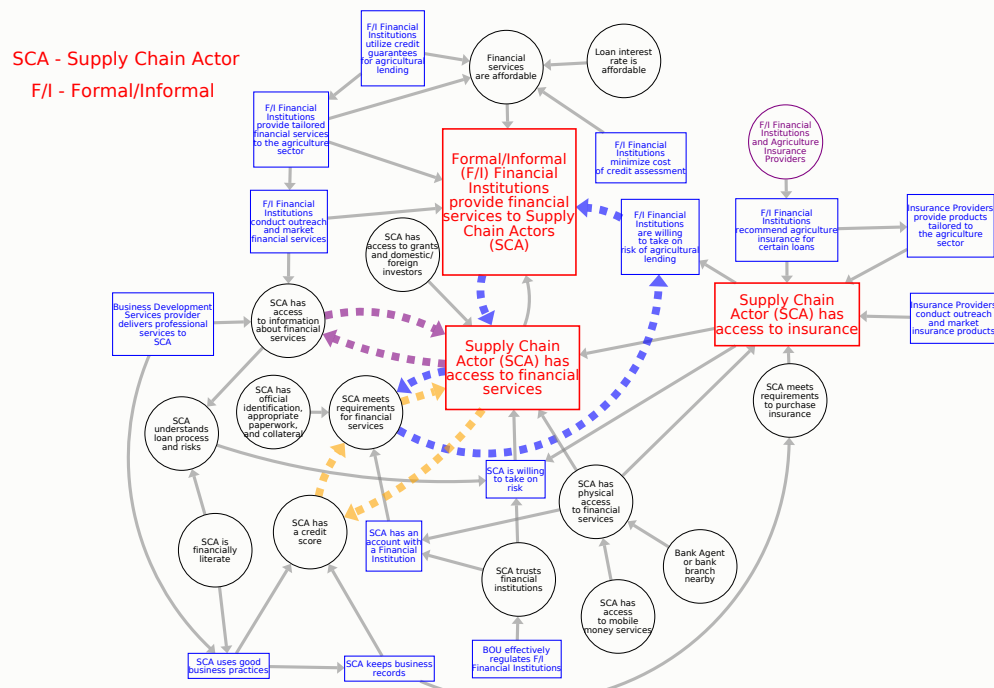 SCA - Supply Chain Actor
F/I - Formal/Informal
F/I Financial
Institutions
utilize credit
guarantees
for agricultural
lending
Financial
services
are affordable
Loan interest
rate is
affordable
F/I Financial
Institutions
provide tailored
financial services
to the agriculture
sector
Formal/Informal
(F/I) Financial
Institutions
provide financial
services to Supply
Chain Actors
(SCA)
F/I Financial
Institutions
minimize cost
of credit assessment
F/I Financial
Institutions
and Agriculture
Insurance
Providers
F/I Financial
Institutions
conduct outreach
and market
financial services
SCA has
access to grants
and domestic/
foreign
investors
F/I Financial
Institutions
are willing
to take on
risk of agricultural
lending
F/I Financial
Institutions
recommend agriculture
insurance for
certain loans
Insurance Providers
provide products
tailored to
the agriculture
sector
Business Development
Services provider
delivers professional
services to
SCA
SCA has
access
to information
about financial
services
Supply Chain
Actor (SCA) has
access to financial
services
Supply Chain
Actor (SCA) has
access to insurance
Insurance Providers
conduct outreach
and market
insurance products
SCA
understands
loan process
and risks
SCA has
official
identification,
appropriate
paperwork,
and collateral
SCA meets
requirements
for financial
services
SCA meets
requirements
to purchase
insurance
SCA is willing
to take on
risk
SCA has
physical
access
to financial
services
SCA is
financially
literate
SCA has
a credit
score
SCA has an
account with
a Financial
Institution
SCA trusts
financial
institutions
Bank Agent
or bank
branch
nearby
SCA has
access
to mobile
money services
SCA uses good
business practices
SCA keeps business
records
BOU effectively
regulates F/I
Financial Institutions